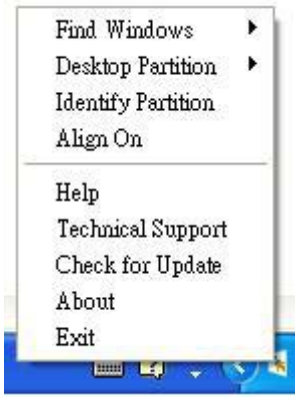 Find Windows
Desktop Partition
Identify Partition
Align On
Help
Technical Support
Check for Update
About
Exit